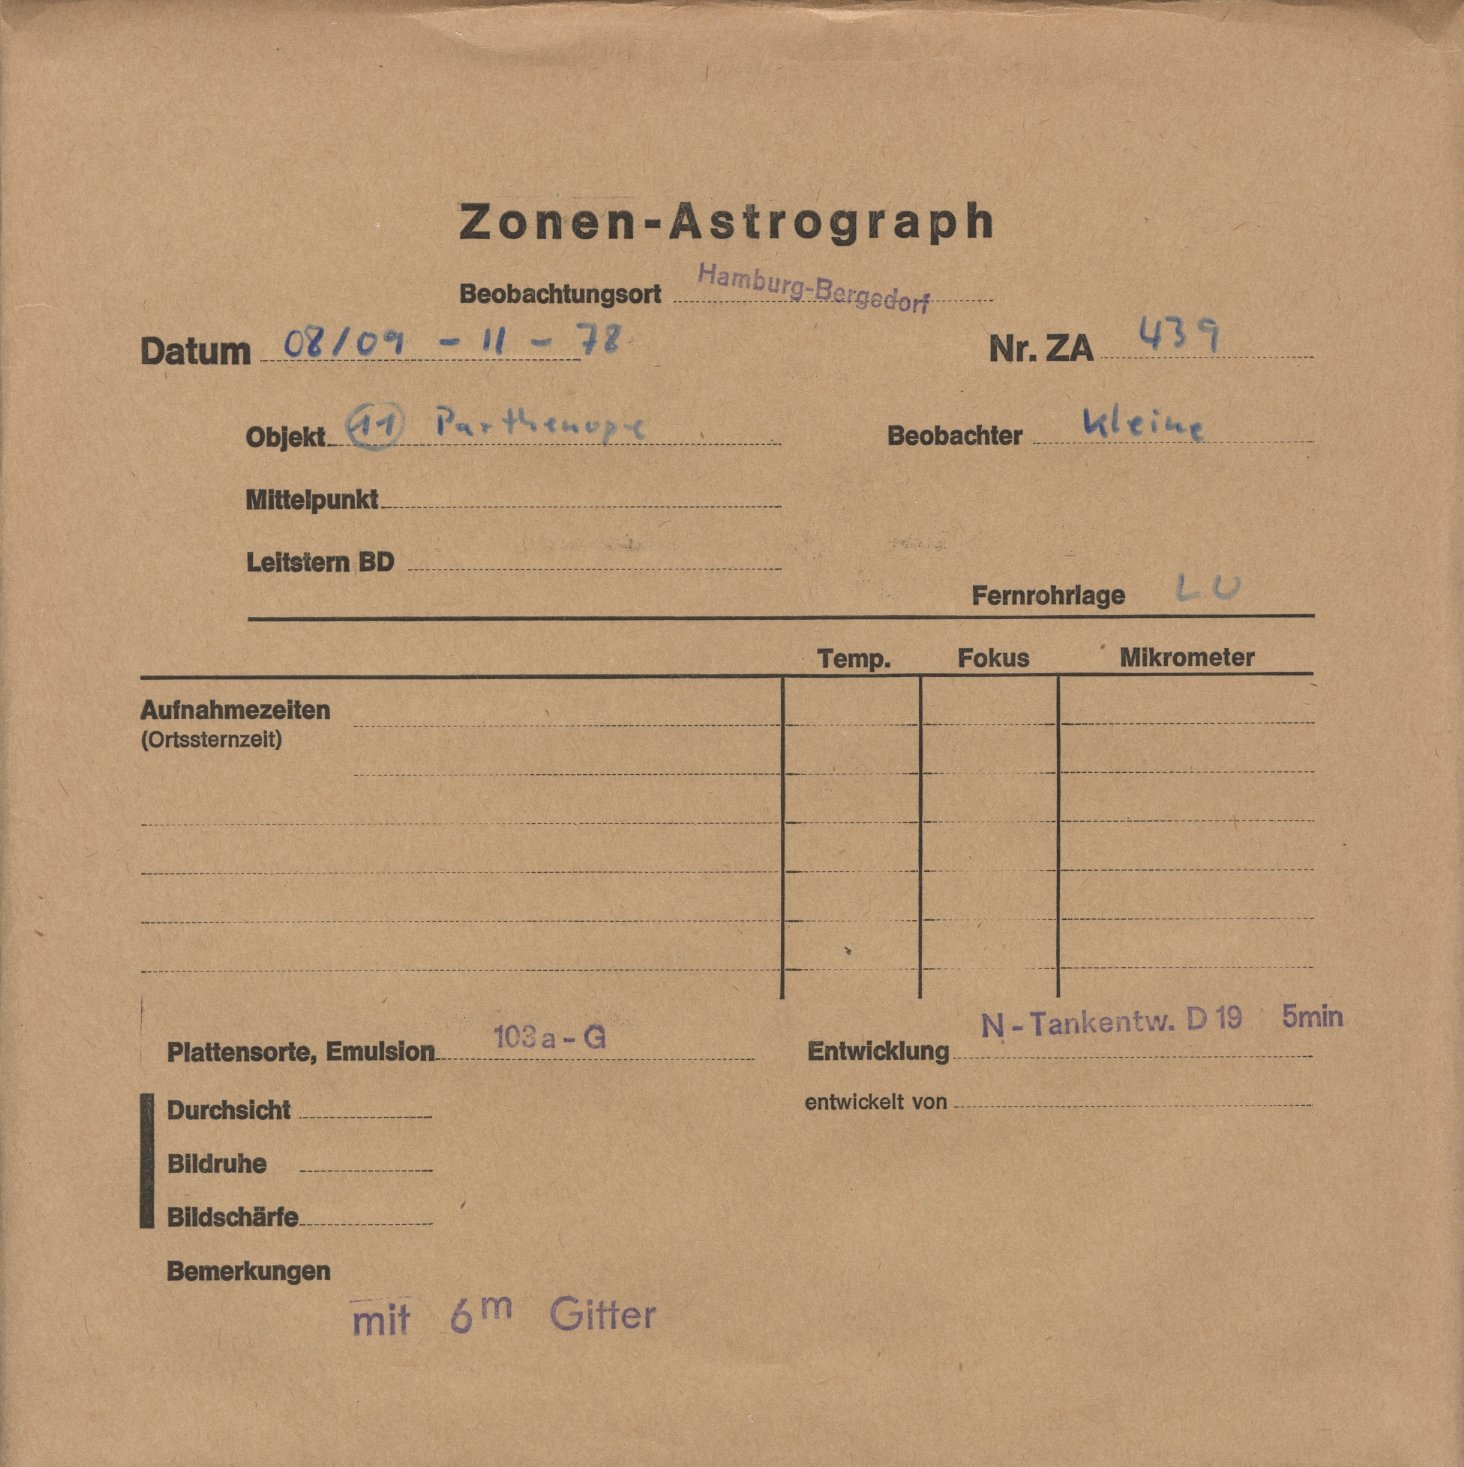 Zonen-Astrograph
Beobachtungsort Hamburg-Bergedorf
Datum 08/09 - 11 - 78 Nr. ZA 439
Objekt 11 Parthenope Beobachter Kleine
Mittelpunkt
Leitstern BD
Fernrohrlage LU
Temp. Fokus Mikrometer
Aufnahmezeiten
(Ortssternzeit)
Plattensorte, Emulsion 103a-G Entwicklung N-Tankentw. D 19 5min
Durchsicht entwickelt von
Bildruhe
Bildschärfe
Bemerkungen
mit 6m Gitter